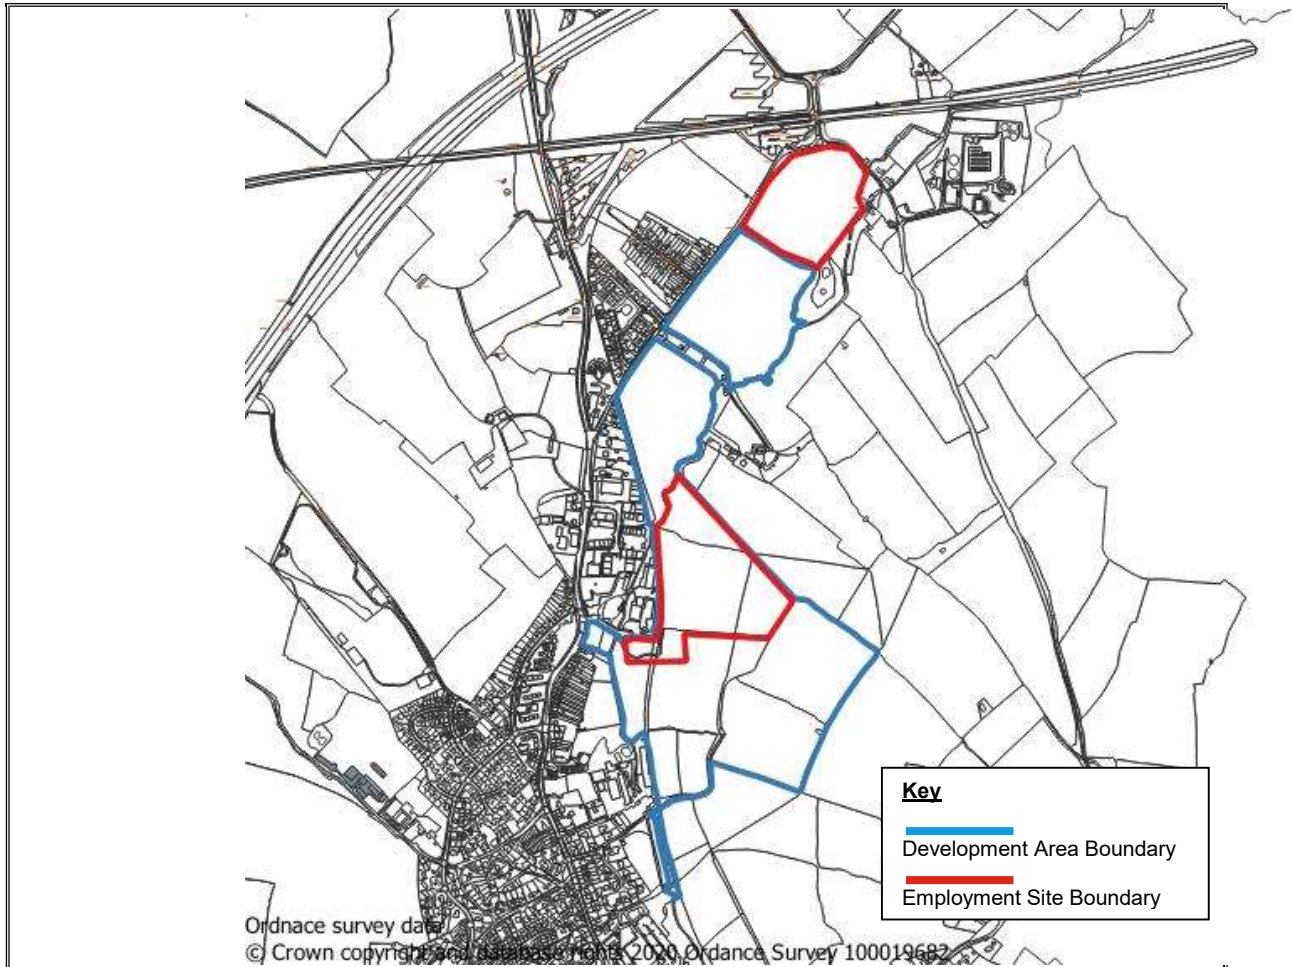 Key
Development Area Boundary
Employment Site Boundary
Ordnace survey data
© Crown copyright and database rights 2020 Ordance Survey 100019682